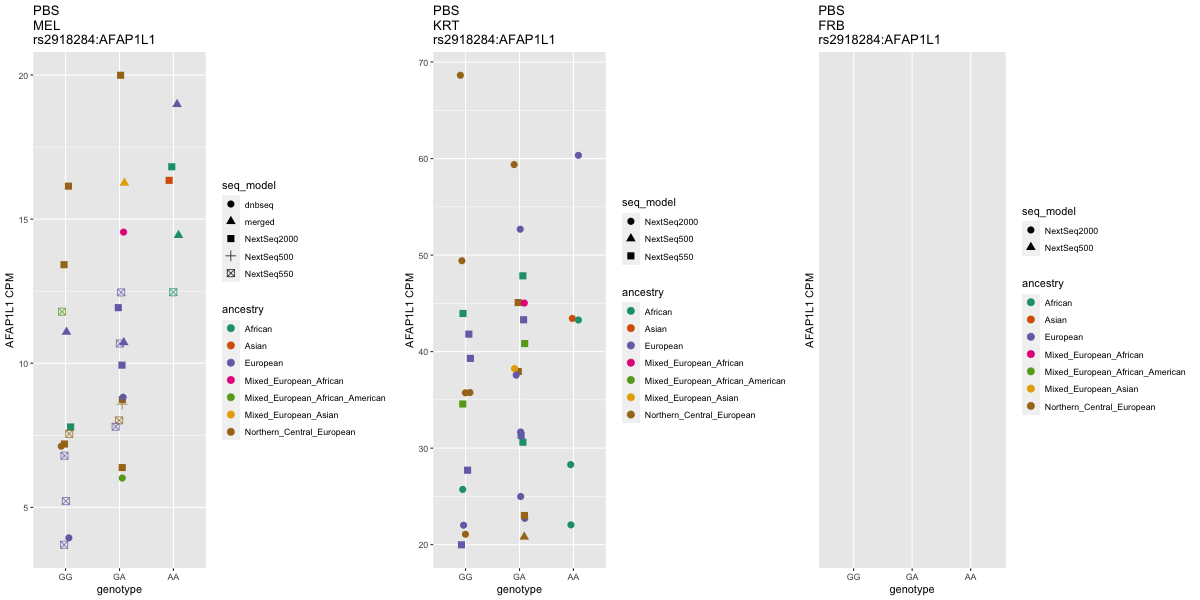 PBS
MEL
rs2918284:AFAP1L1
20
15
10
5
AFAP1L1 CPM
GG
GA
AA
genotype
seq_model
dnbseq
merged
NextSeq2000
NextSeq500
NextSeq550
ancestry
African
Asian
European
Mixed_European_African
Mixed_European_African_American
Mixed_European_Asian
Northern_Central_European
PBS
KRT
rs2918284:AFAP1L1
70
60
50
40
30
20
AFAP1L1 CPM
GG
GA
AA
genotype
seq_model
NextSeq2000
NextSeq500
NextSeq550
ancestry
African
Asian
European
Mixed_European_African
Mixed_European_African_American
Mixed_European_Asian
Northern_Central_European
PBS
FRB
rs2918284:AFAP1L1
AFAP1L1 CPM
GG
GA
AA
genotype
seq_model
NextSeq2000
NextSeq500
ancestry
African
Asian
European
Mixed_European_African
Mixed_European_African_American
Mixed_European_Asian
Northern_Central_European